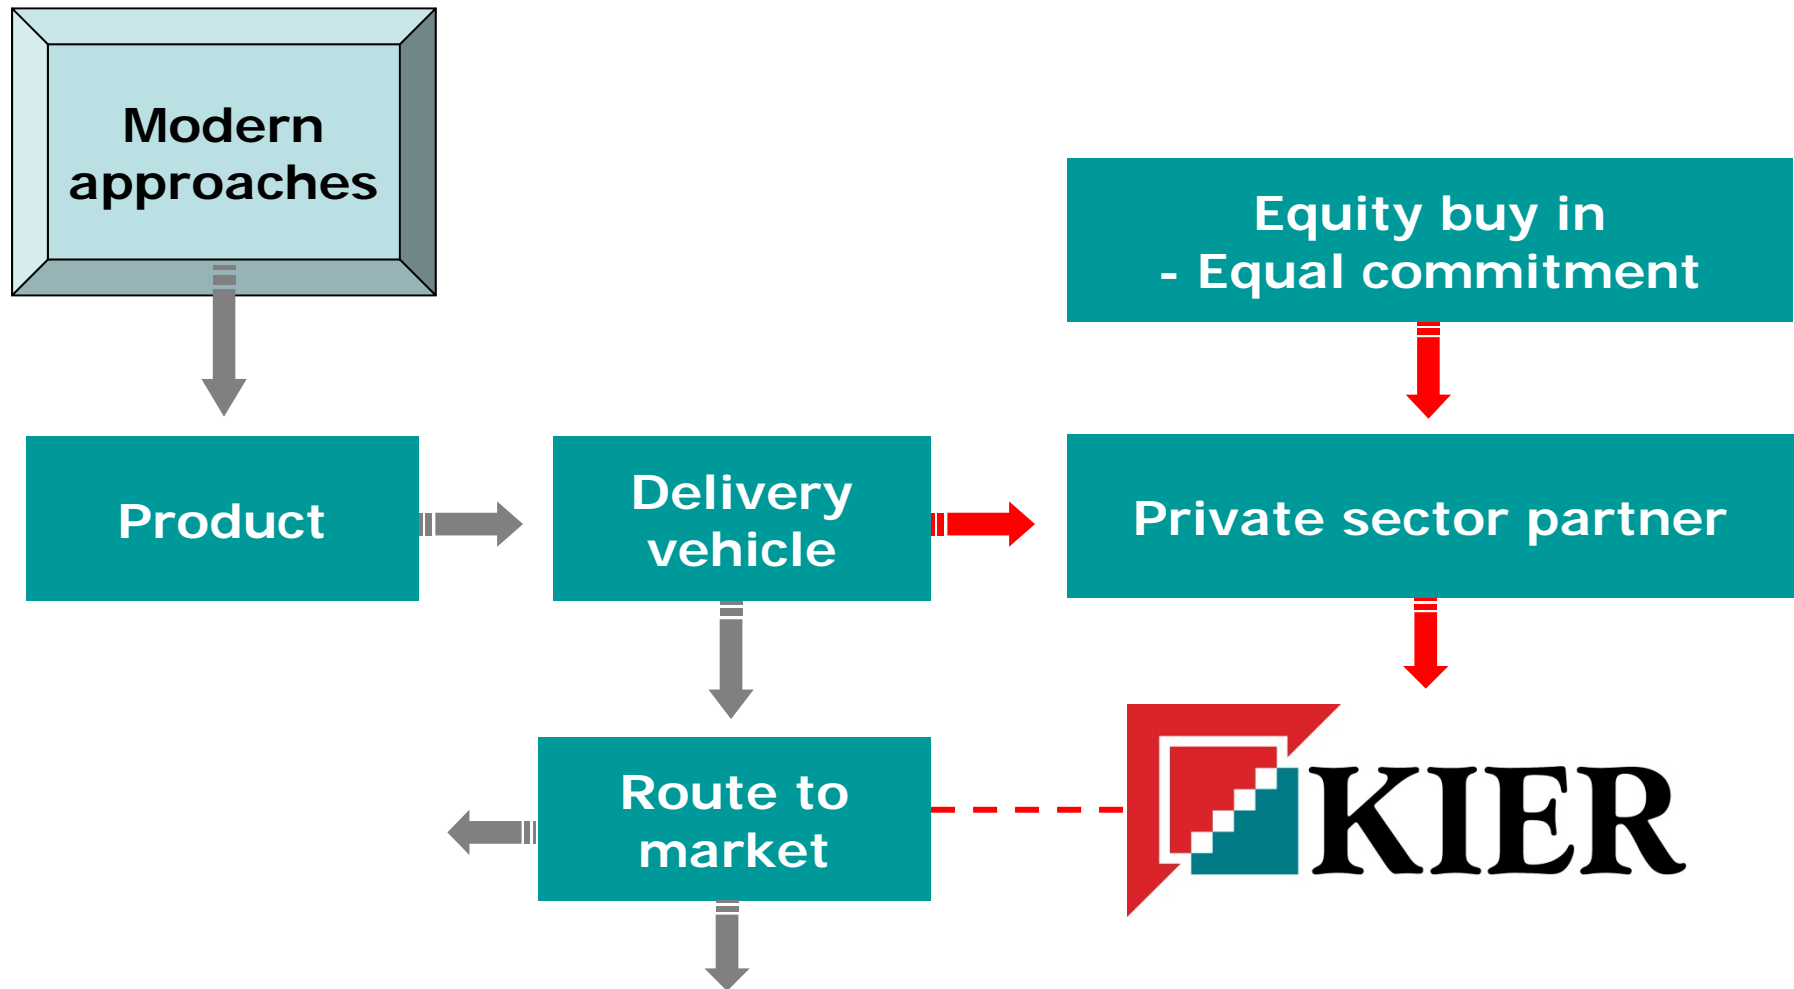 Modern
approaches
Equity buy in
- Equal commitment
Product
Delivery
vehicle
Private sector partner
Route to
market
KIER